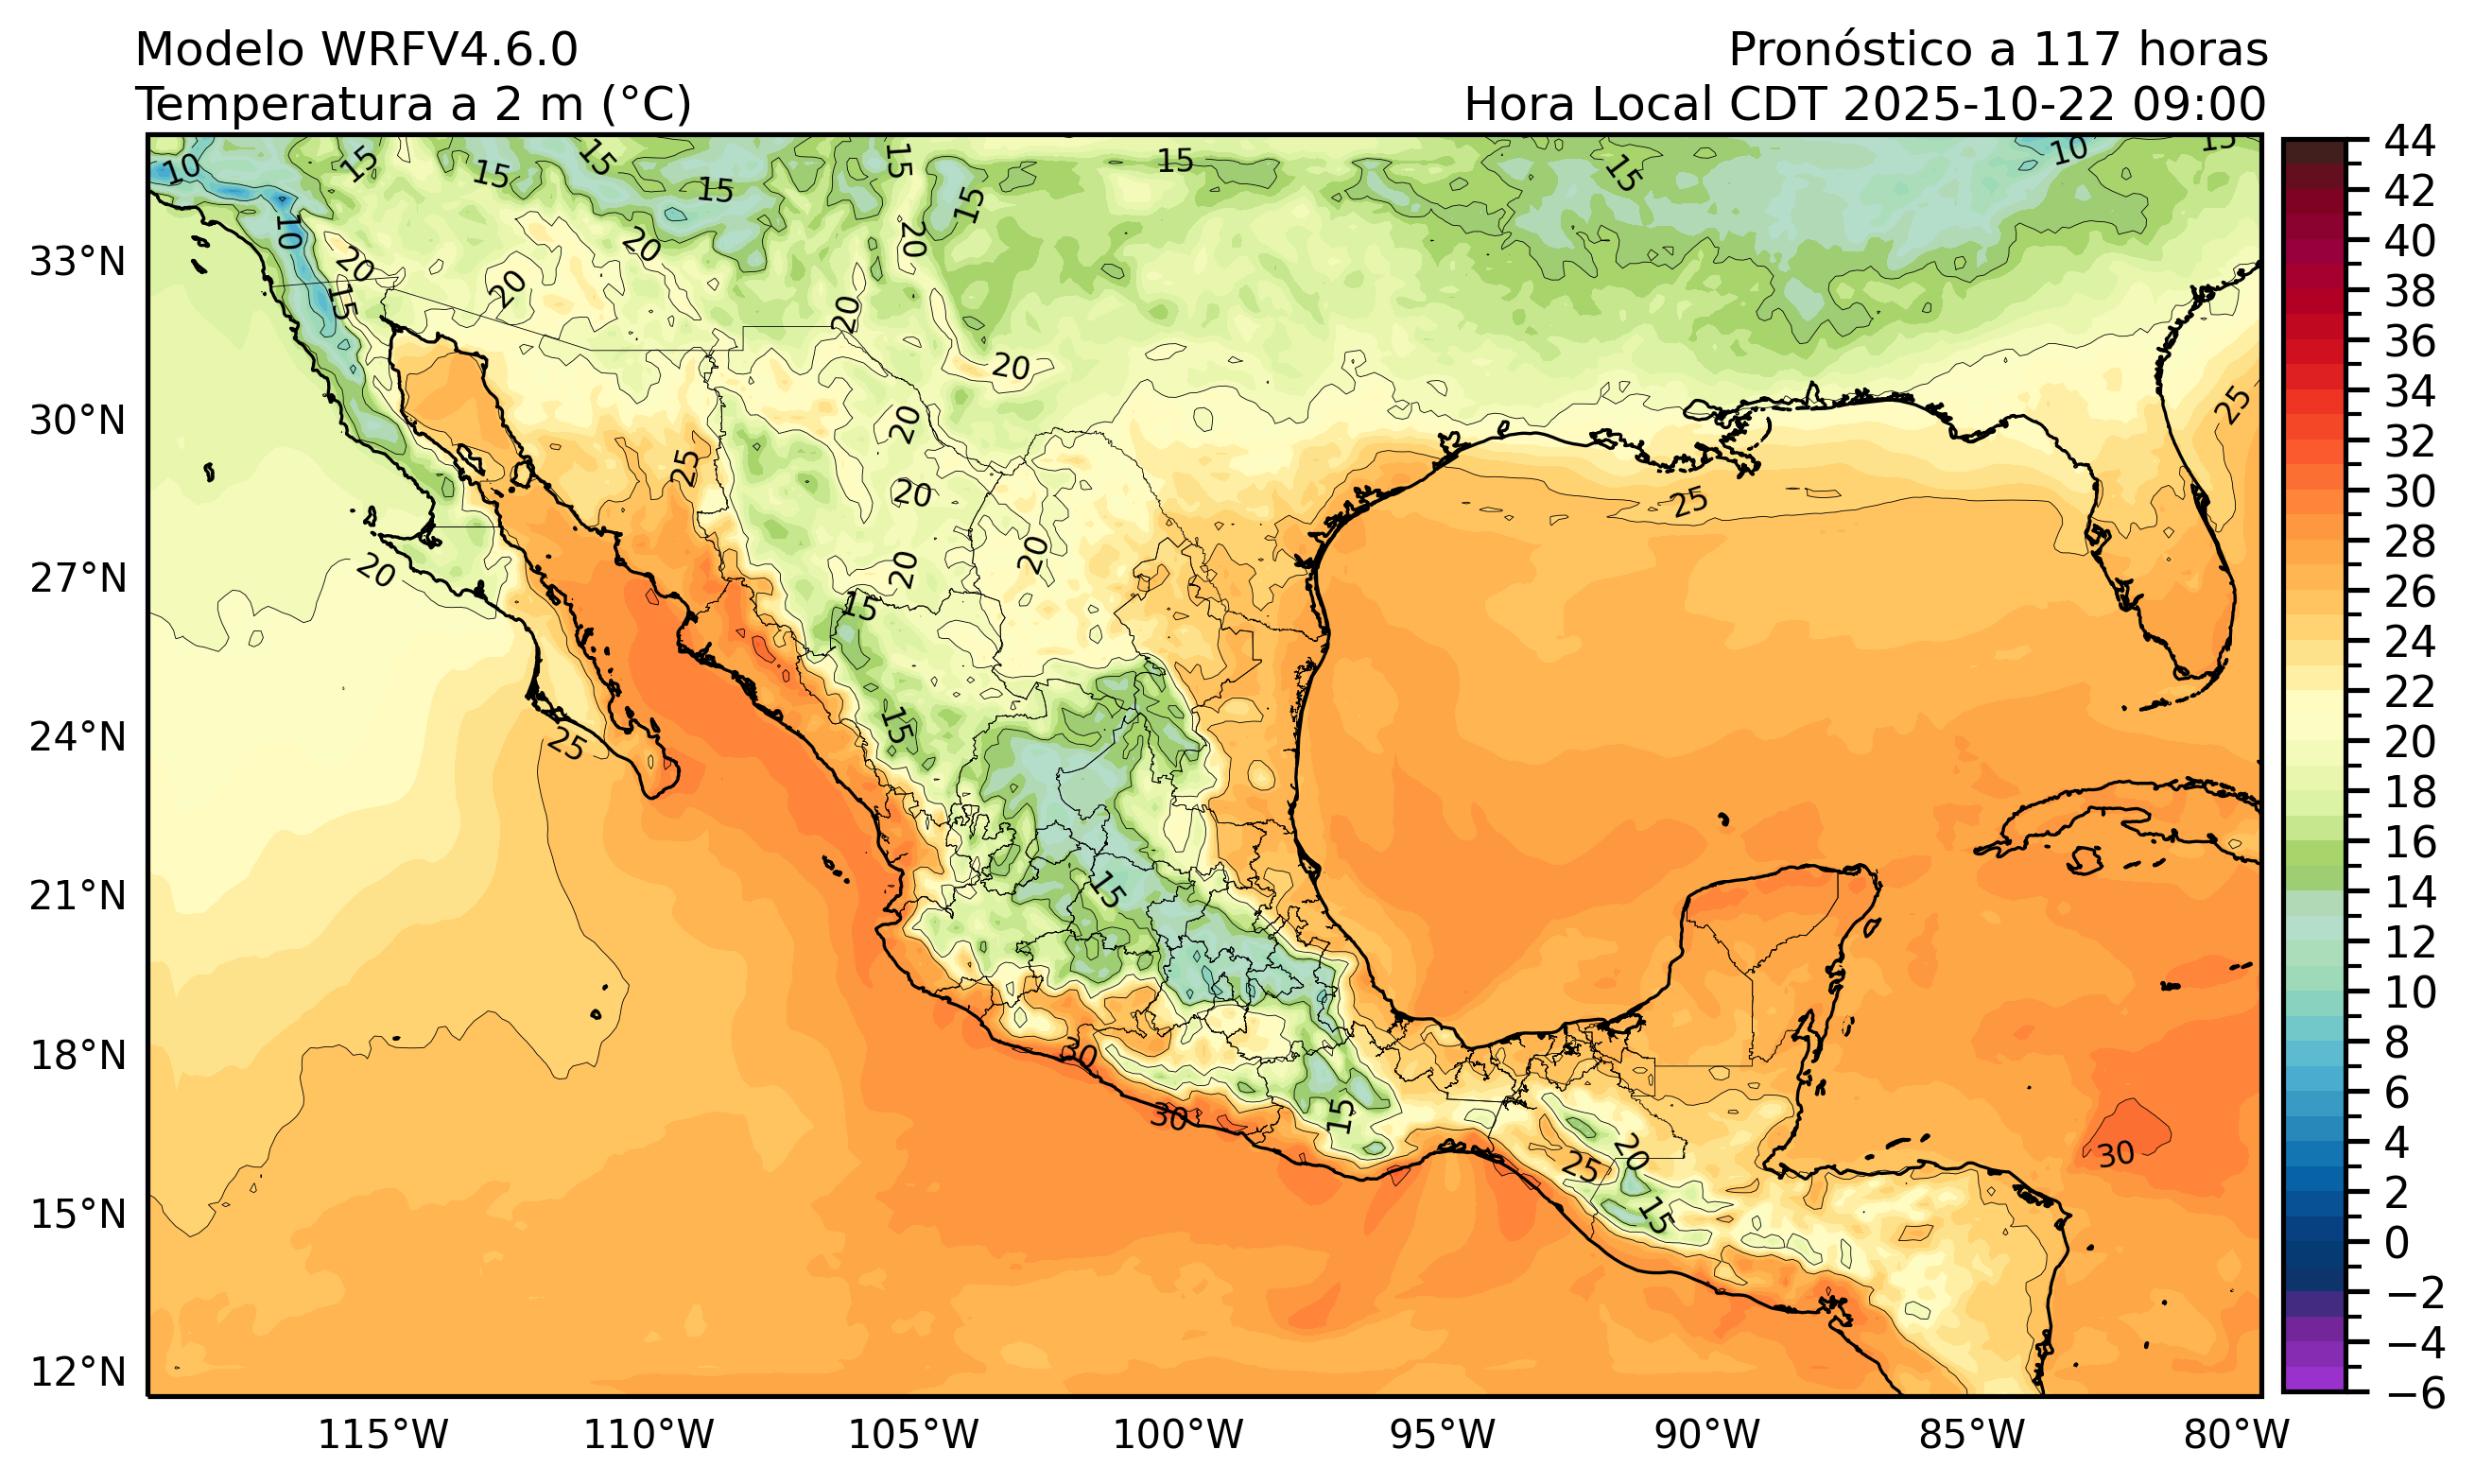 Modelo WRFV4.6.0
Pronóstico a 117 horas
Temperatura a 2 m (°C)
Hora Local CDT 2025-10-22 09:00
10 15 15 15 15 15 15 15 15 10 15
10 20 20 20 20 15 20
20 25
20 25 20 25
20 15 20 20
15 25
15
30 30 15 20 25 15 30
33°N
30°N
27°N
24°N
21°N
18°N
15°N
12°N
115°W 110°W 105°W 100°W 95°W 90°W 85°W 80°W
44
42
40
38
36
34
32
30
28
26
24
22
20
18
16
14
12
10
8
6
4
2
0
−2
−4
−6